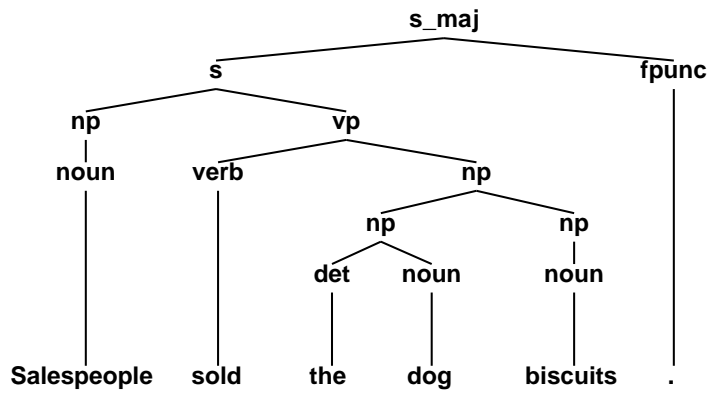 s_maj
s fpunc
np vp
noun verb np
np np
det noun noun
Salespeople sold the dog biscuits .